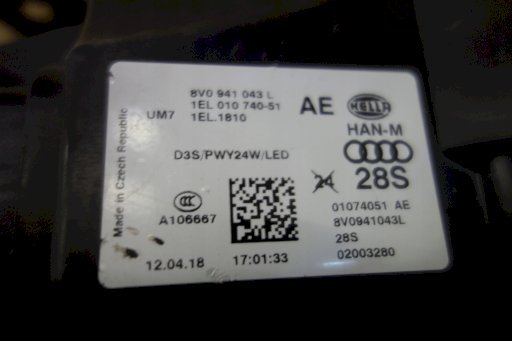 8V0 941 043 L
1EL 010 740-51
UM7 1EL.1810
AE HELLA
HAN-M
D3S/PWY24W/LED
24 28S
Made in Czech Republic
A106667
01074051 AE
8V0941043L
28S
02003280
12.04.18 17:01:33